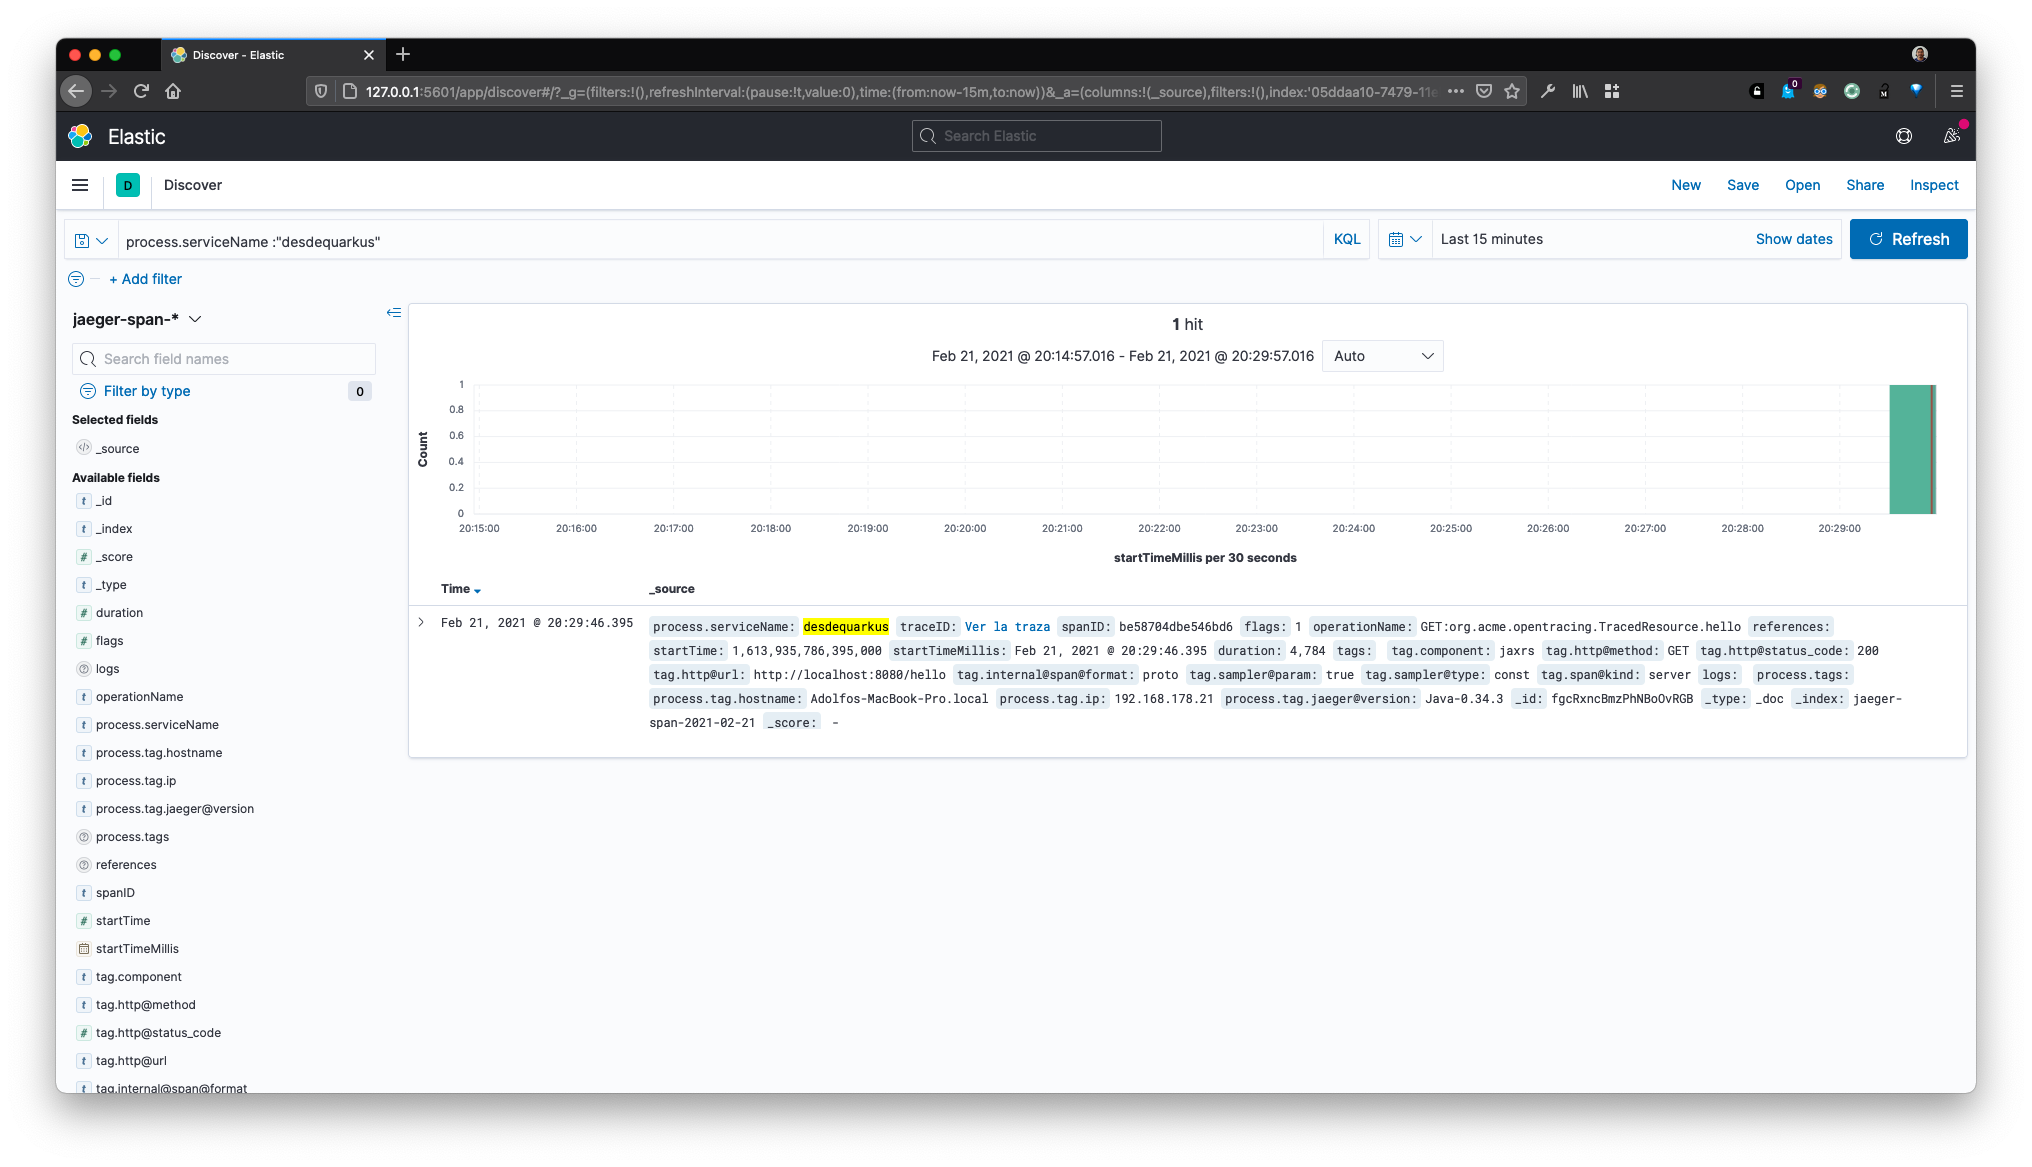 Discover - Elastic
127.0.0.1:5601/app/discover#/?_g=(filters:!(),refreshInterval:(pause:!t,value:0),time:(from:now-15m,to:now))&_a=(columns:!(_source),filters:!(),index:'05ddaa10-7479-11e
0
Elastic
Search Elastic
D
Discover
New Save Open Share Inspect
process.serviceName :"desdequarkus"
KQL
Last 15 minutes
Show dates
Refresh
+ Add filter
jaeger-span-*
Search field names
Filter by type 0
Selected fields
_source
Available fields
t _id
t _index
# _score
t _type
# duration
# flags
logs
t operationName
t process.serviceName
t process.tag.hostname
t process.tag.ip
t process.tag.jaeger@version
process.tags
references
t spanID
# startTime
startTimeMillis
t tag.component
t tag.http@method
# tag.http@status_code
t tag.http@url
t tag.internal@span@format
1 hit
Feb 21, 2021 @ 20:14:57.016 - Feb 21, 2021 @ 20:29:57.016
Auto
Count
1
0.8
0.6
0.4
0.2
0
20:15:00 20:16:00 20:17:00 20:18:00 20:19:00 20:20:00 20:21:00 20:22:00 20:23:00 20:24:00 20:25:00 20:26:00 20:27:00 20:28:00 20:29:00
startTimeMillis per 30 seconds
Time _source
Feb 21, 2021 @ 20:29:46.395
process.serviceName: desdequarkus traceID: Ver la traza spanID: be58704dbe546bd6 flags: 1 operationName: GET:org.acme.opentracing.TracedResource.hello references:
startTime: 1,613,935,786,395,000 startTimeMillis: Feb 21, 2021 @ 20:29:46.395 duration: 4,784 tags: tag.component: jaxrs tag.http@method: GET tag.http@status_code: 200
tag.http@url: http://localhost:8080/hello tag.internal@span@format: proto tag.sampler@param: true tag.sampler@type: const tag.span@kind: server logs: process.tags:
process.tag.hostname: Adolfos-MacBook-Pro.local process.tag.ip: 192.168.178.21 process.tag.jaeger@version: Java-0.34.3 _id: fgcRxncBmzPhNBoOvRGB _type: _doc _index: jaeger-
span-2021-02-21 _score: -